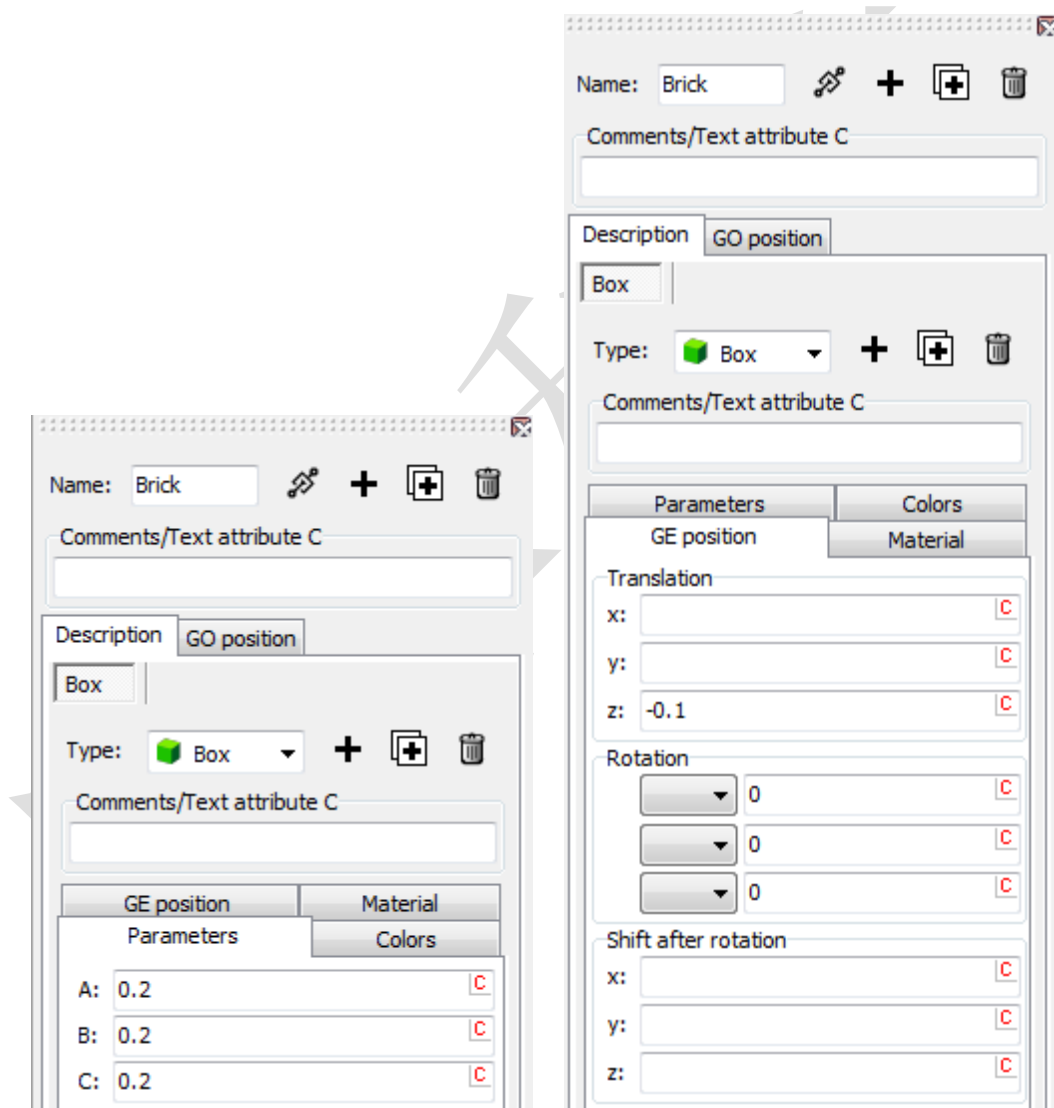 Name: Brick
Comments/Text attribute C
Description GO position
Box
Type: Box
Comments/Text attribute C
GE position Material
Parameters Colors
A: 0.2 C
B: 0.2 C
C: 0.2 C
Name: Brick
Comments/Text attribute C
Description GO position
Box
Type: Box
Comments/Text attribute C
Parameters Colors
GE position Material
Translation
x: C
y: C
z: -0.1 C
Rotation
0 C
0 C
0 C
Shift after rotation
x: C
y: C
z: C